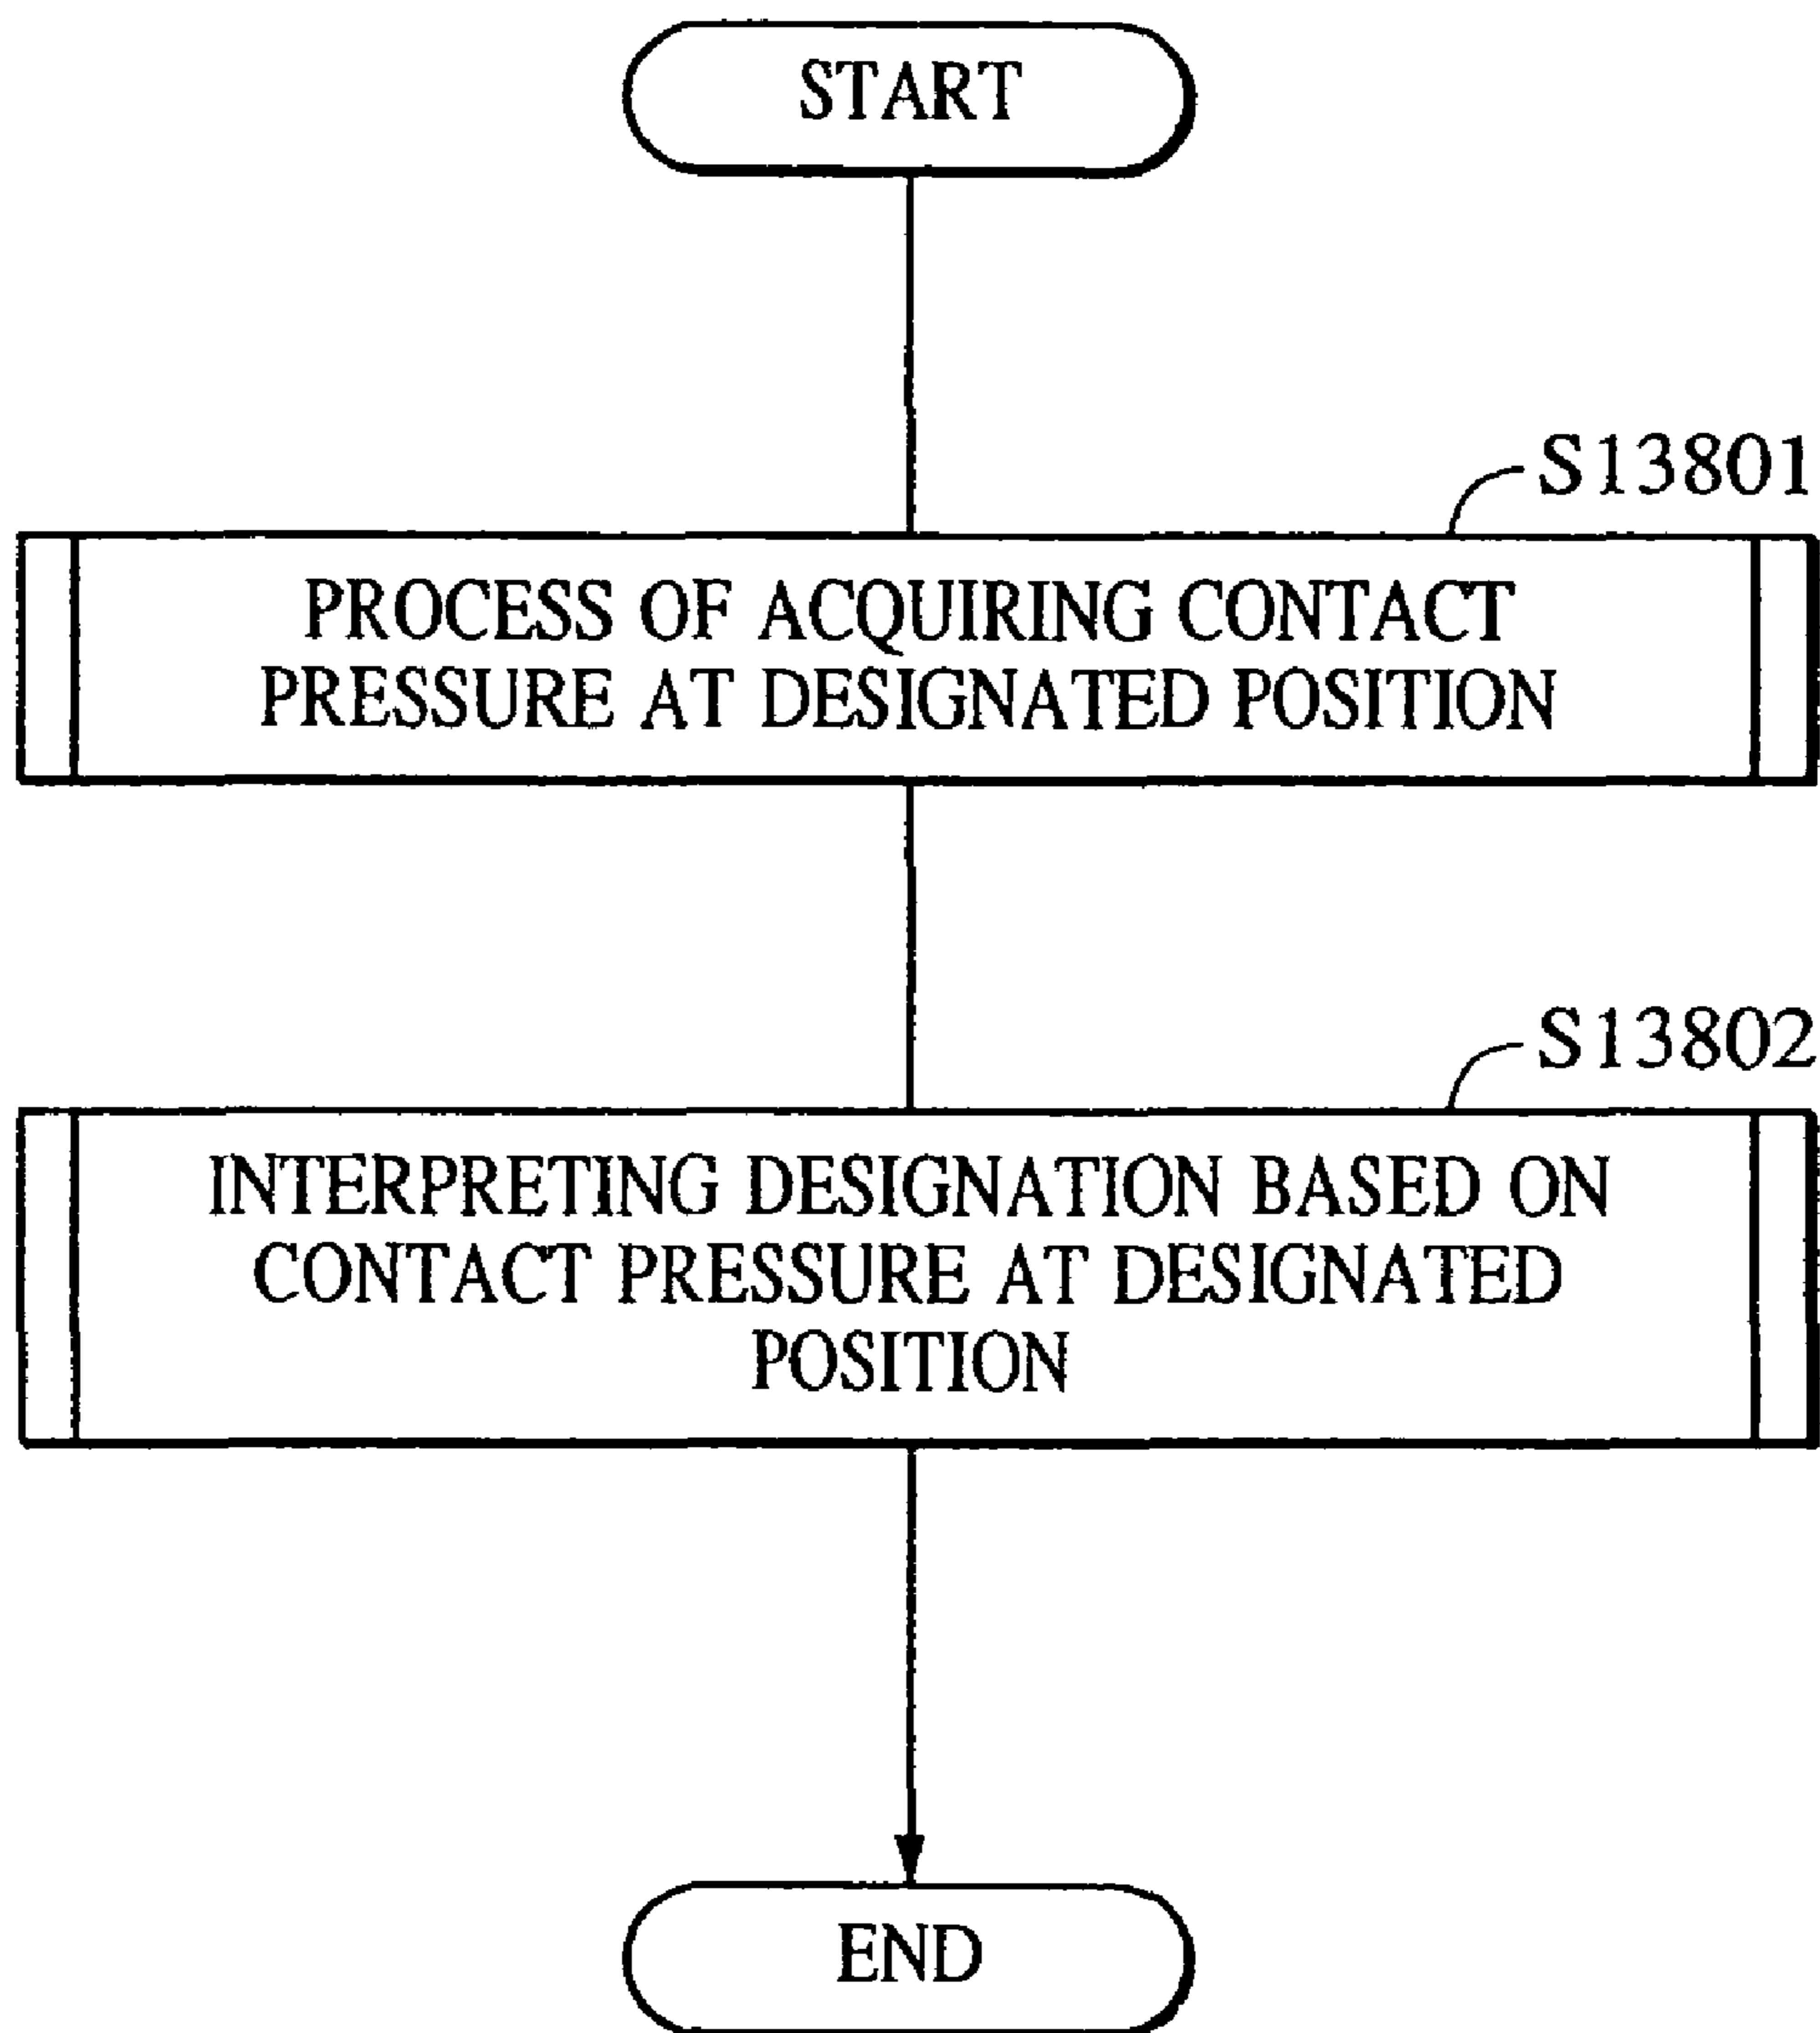 START
S13801
PROCESS OF ACQUIRING CONTACT
PRESSURE AT DESIGNATED POSITION
S13802
INTERPRETING DESIGNATION BASED ON
CONTACT PRESSURE AT DESIGNATED
POSITION
END